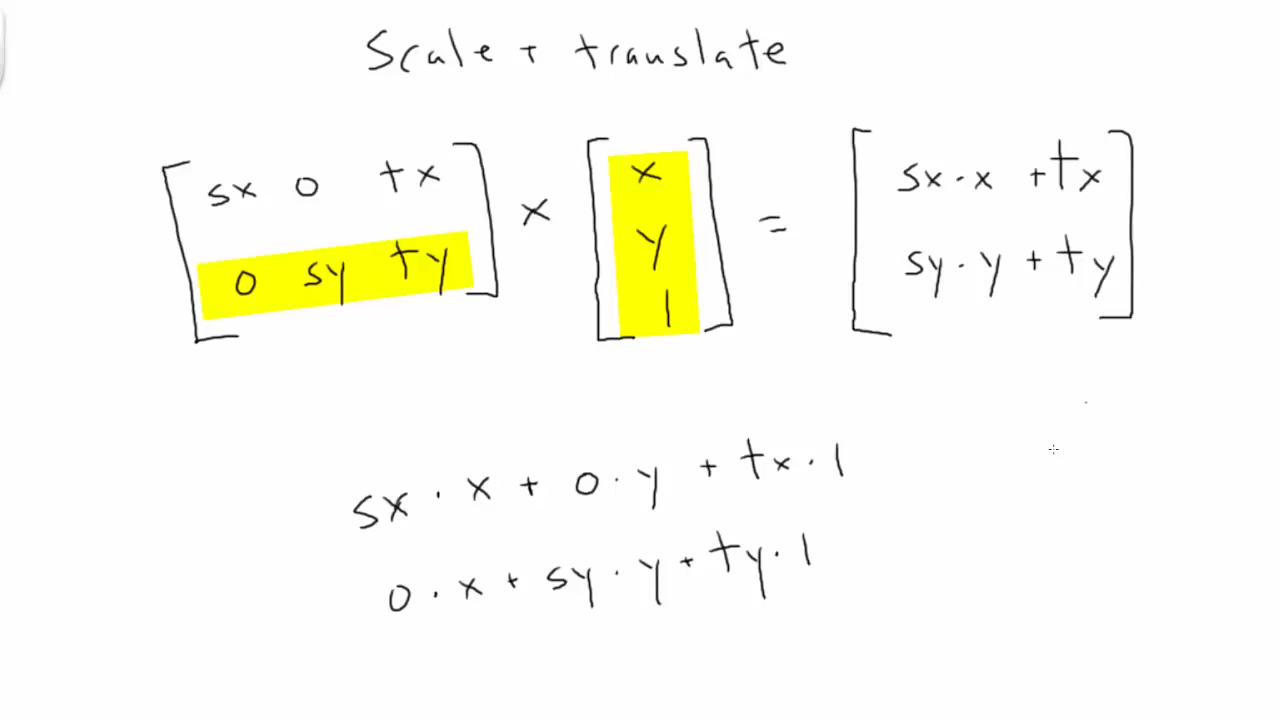 Scale + translate
sx 0 tx
0 sy ty
×
x
y
1
=
sx·x +tx
sy·y + ty
sx·x + 0·y + tx·1
0·x + sy·y + ty·1